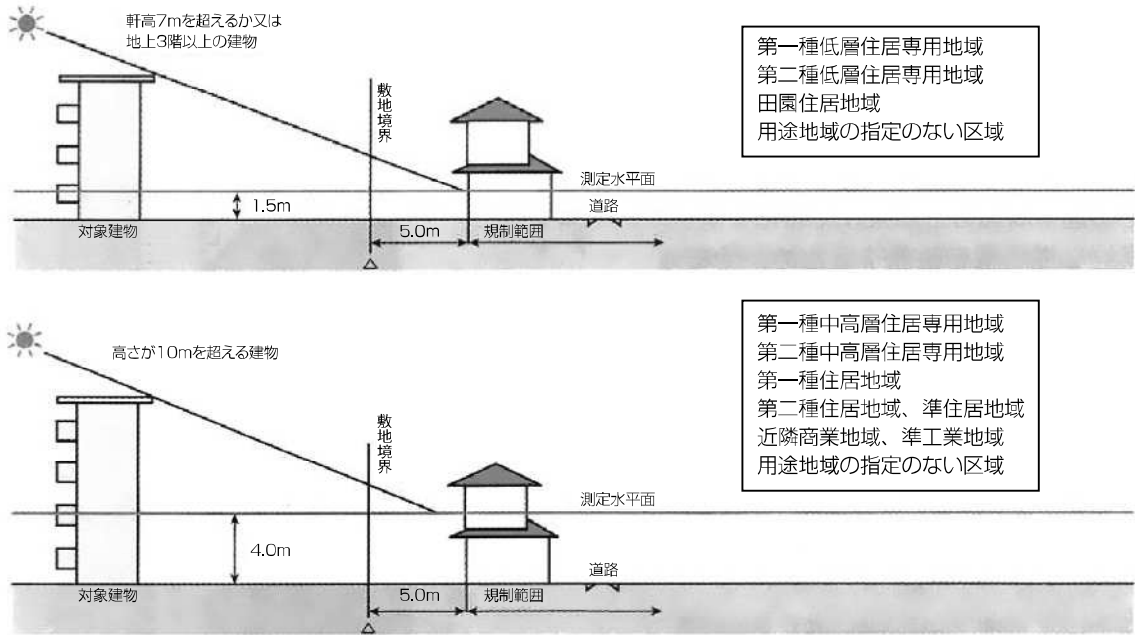 軒高7mを超えるか又は
地上3階以上の建物
第一種低層住居専用地域
第二種低層住居専用地域
田園住居地域
用途地域の指定のない区域
敷地境界
測定水平面
1.5m
道路
対象建物
5.0m
規制範囲
第一種中高層住居専用地域
第二種中高層住居専用地域
第一種住居地域
第二種住居地域、準住居地域
近隣商業地域、準工業地域
用途地域の指定のない区域
高さが10mを超える建物
敷地境界
測定水平面
4.0m
道路
対象建物
5.0m
規制範囲